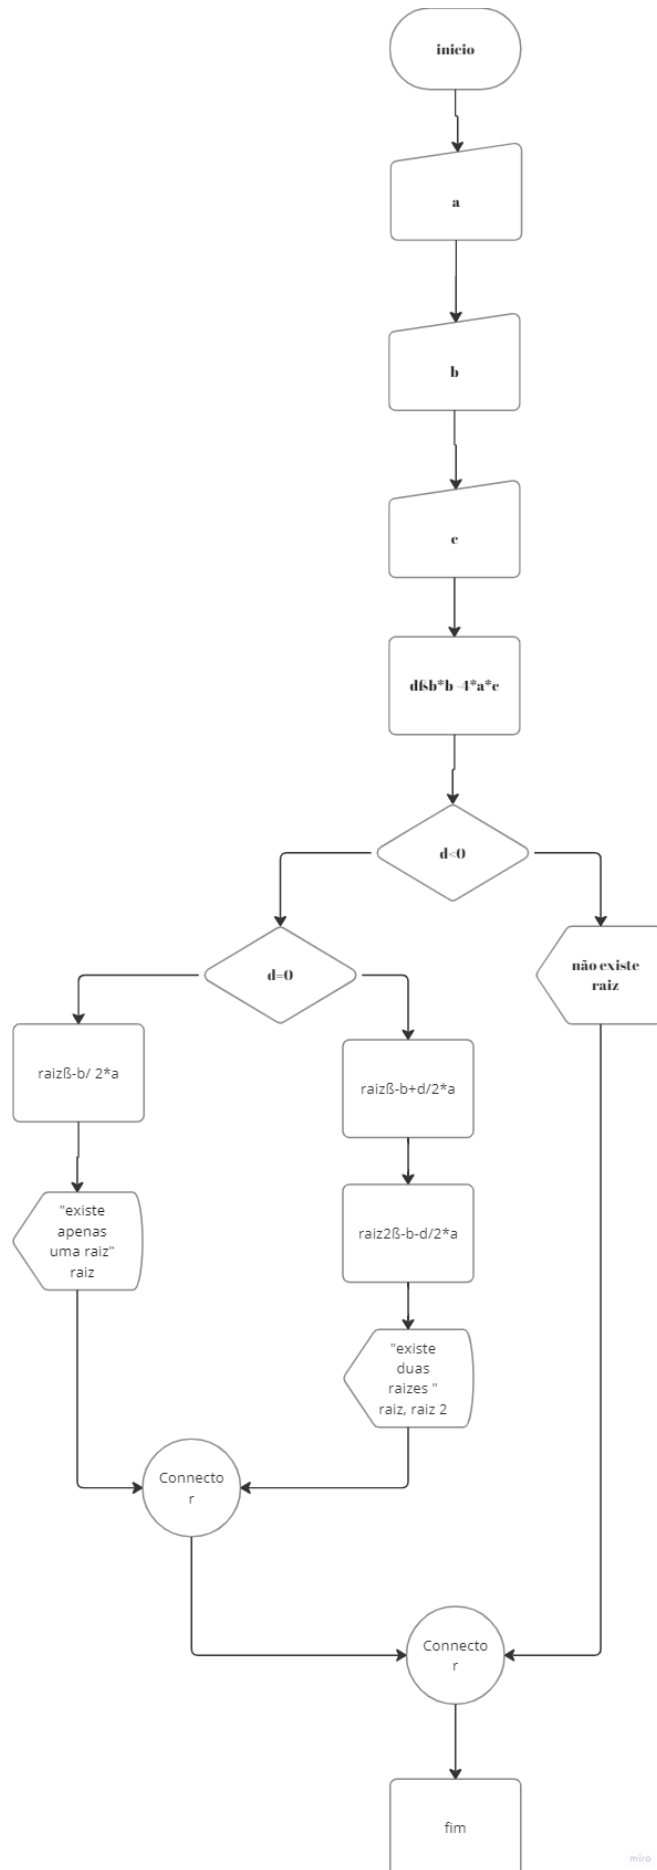 inicio
a
b
c
dßb*b -4*a*c
d<0
d=0
não existe
raiz
raizß-b/ 2*a
raizß-b+d/2*a
"existe
apenas
uma raiz"
raiz
raiz2ß-b-d/2*a
"existe
duas
raizes "
raiz, raiz 2
Connecto
r
Connecto
r
fim
miro